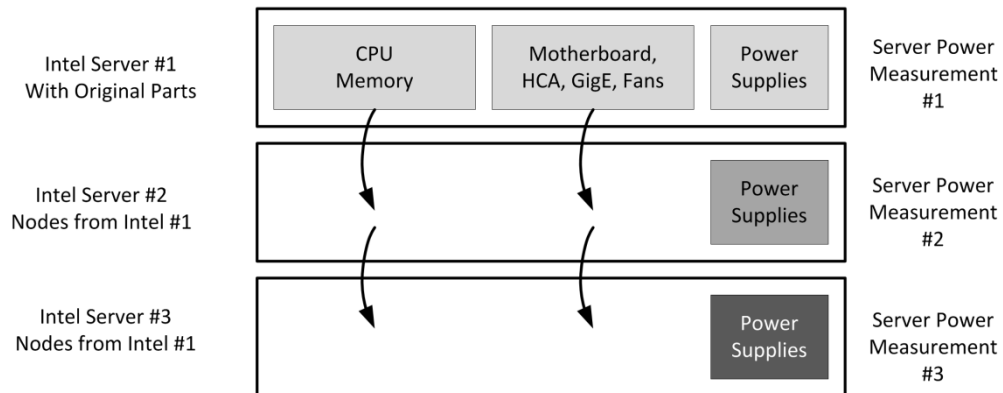 Intel Server #1
With Original Parts
CPU
Memory
Motherboard,
HCA, GigE, Fans
Power
Supplies
Server Power
Measurement
#1
Intel Server #2
Nodes from Intel #1
Power
Supplies
Server Power
Measurement
#2
Intel Server #3
Nodes from Intel #1
Power
Supplies
Server Power
Measurement
#3